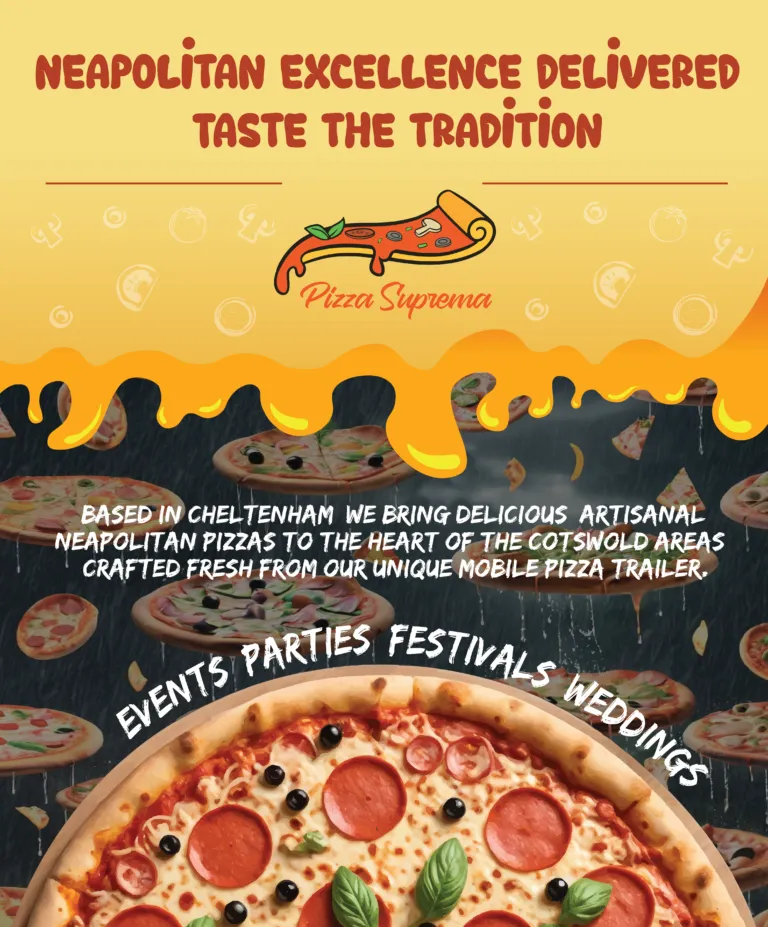 NEAPOLITAN EXCELLENCE DELIVERED
TASTE THE TRADITION
Pizza Suprema
BASED IN CHELTENHAM WE BRING DELICIOUS ARTISANAL
NEAPOLITAN PIZZAS TO THE HEART OF THE COTSWOLD AREAS
CRAFTED FRESH FROM OUR UNIQUE MOBILE PIZZA TRAILER.
EVENTS PARTIES FESTIVALS WEDDINGS